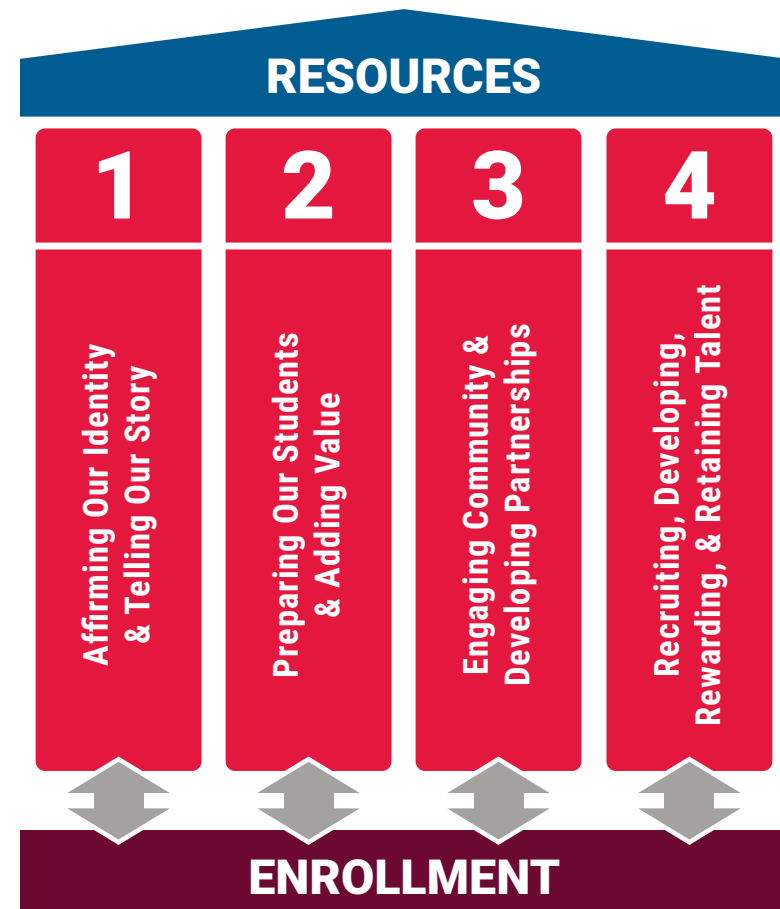 RESOURCES
1
Affirming Our Identity
& Telling Our Story
2
Preparing Our Students
& Adding Value
3
Engaging Community &
Developing Partnerships
4
Recruiting, Developing,
Rewarding, & Retaining Talent
ENROLLMENT